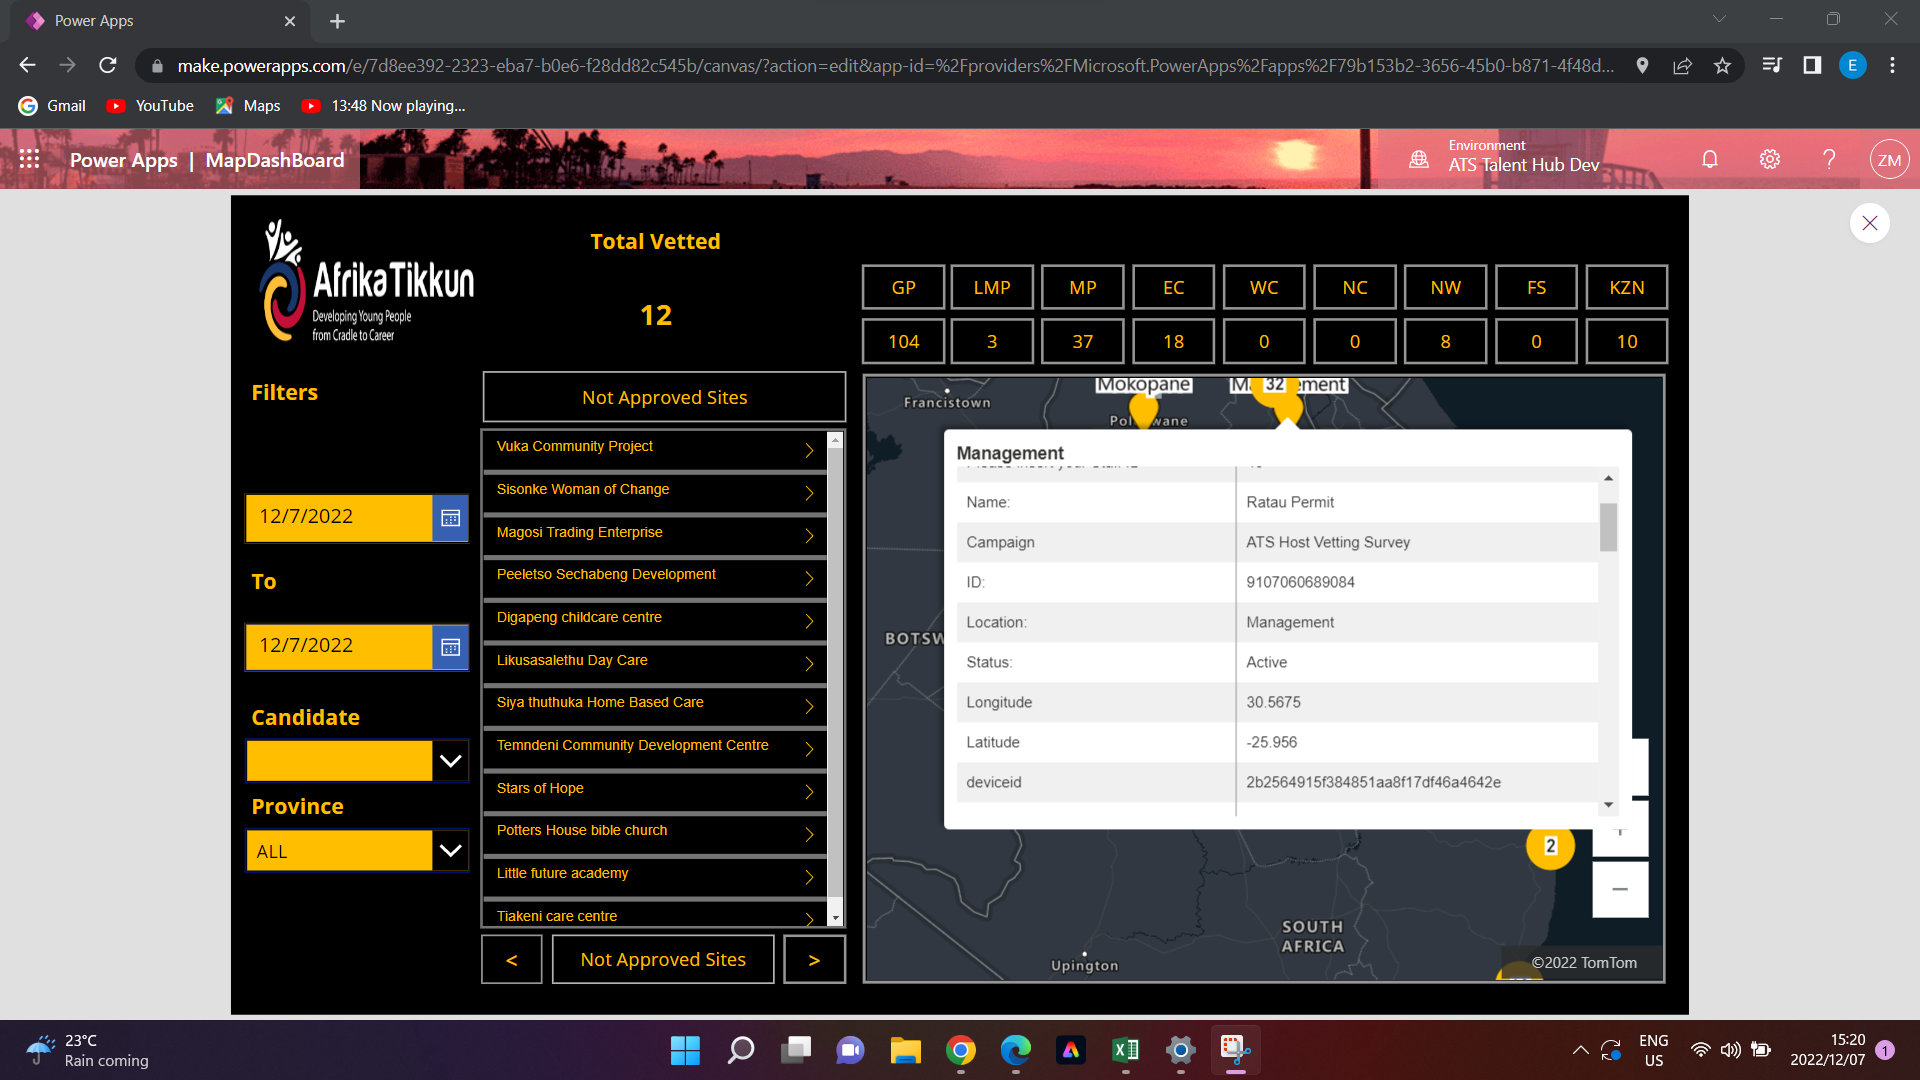 Power Apps
make.powerapps.com/e/7d8ee392-2323-eba7-b0e6-f28dd82c545b/canvas/?action=edit&app-id=%2Fproviders%2FMicrosoft.PowerApps%2Fapps%2F79b153b2-3656-45b0-b871-4f48d...
E
Gmail YouTube Maps 13:48 Now playing...
Power Apps | MapDashBoard
Environment
ATS Talent Hub Dev
ZM
AfrikaTikkun
Developing Young People
from Cradle to Career
Total Vetted
12
GP LMP MP EC WC NC NW FS KZN
104 3 37 18 0 0 8 0 10
Filters
12/7/2022
To
12/7/2022
Candidate
Province
ALL
Not Approved Sites
Vuka Community Project
Sisonke Woman of Change
Magosi Trading Enterprise
Peeletso Sechabeng Development
Digapeng childcare centre
Likusasalethu Day Care
Siya thuthuka Home Based Care
Temndeni Community Development Centre
Stars of Hope
Potters House bible church
Little future academy
Tiakeni care centre
< Not Approved Sites >
Mokopane
32
Francistown
BOTSW
Management
Name: Ratau Permit
Campaign ATS Host Vetting Survey
ID: 9107060689084
Location: Management
Status: Active
Longitude 30.5675
Latitude -25.956
deviceid 2b2564915f384851aa8f17df46a4642e
2
SOUTH
AFRICA
Upington
©2022 TomTom
23°C
Rain coming
ENG
US
15:20
2022/12/07
1